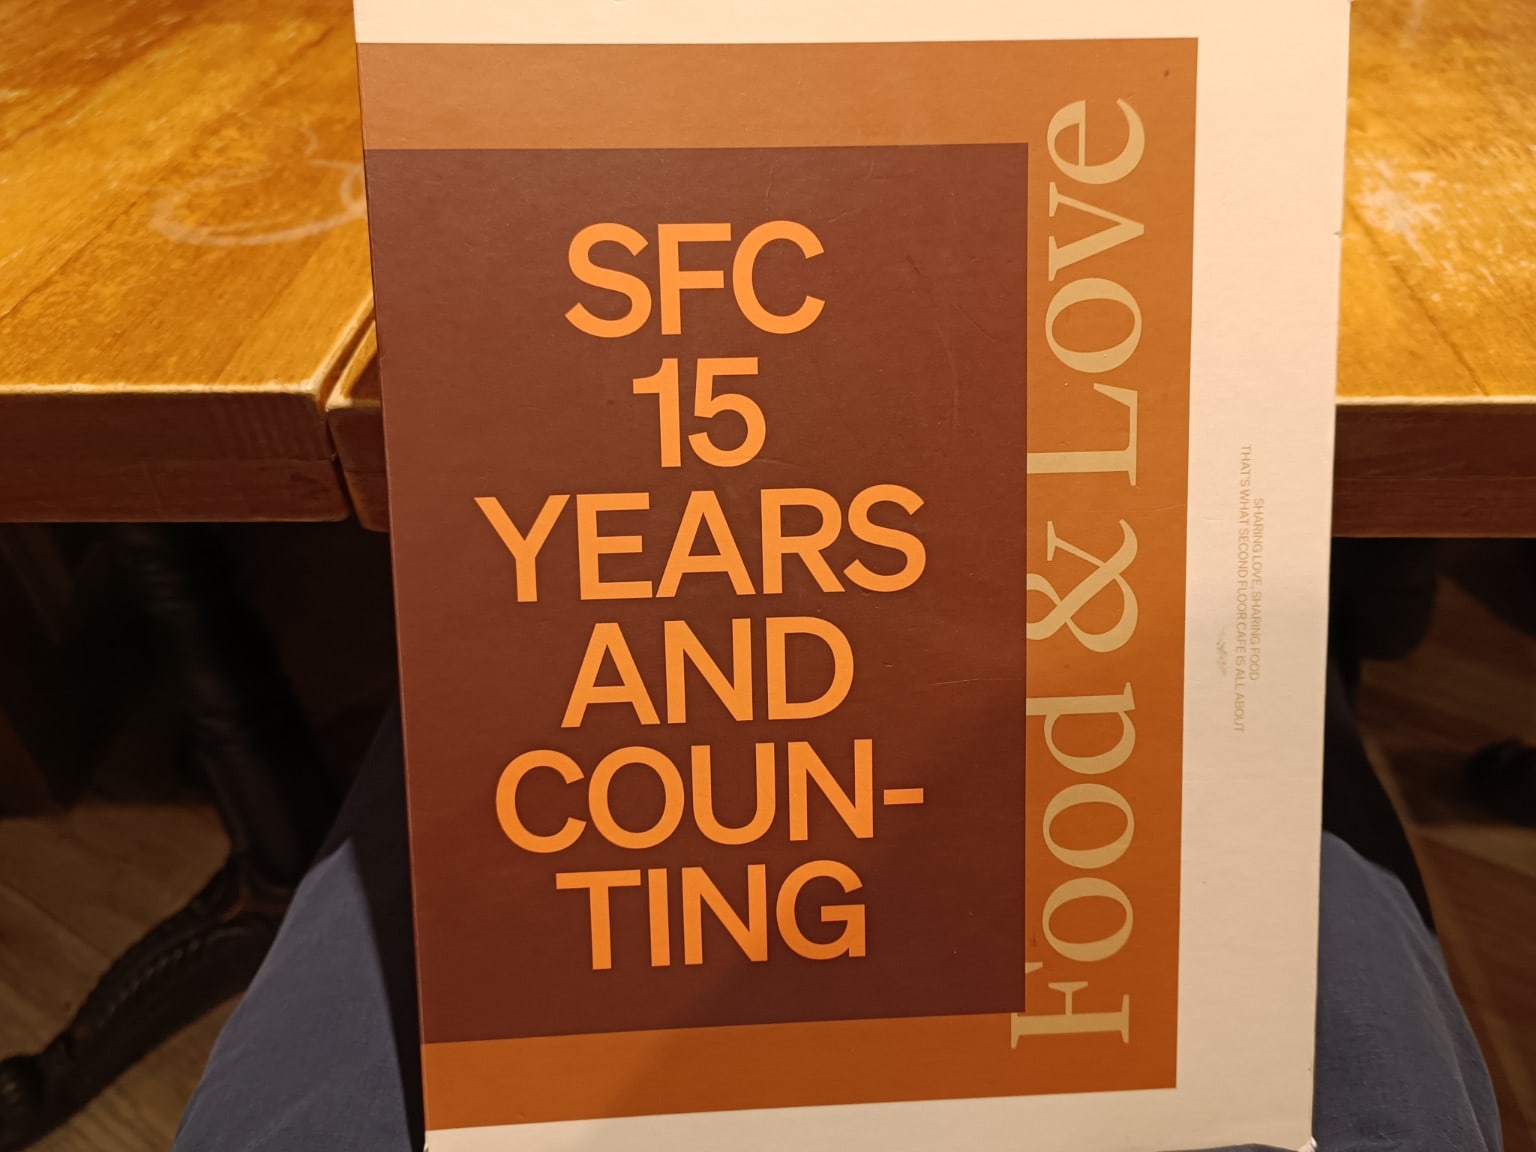 SFC
15
YEARS
AND
COUN-
TING
Food & Love
SHARING LOVE, SHARING FOOD
THAT'S WHAT SECOND FLOOR CAFE IS ALL ABOUT